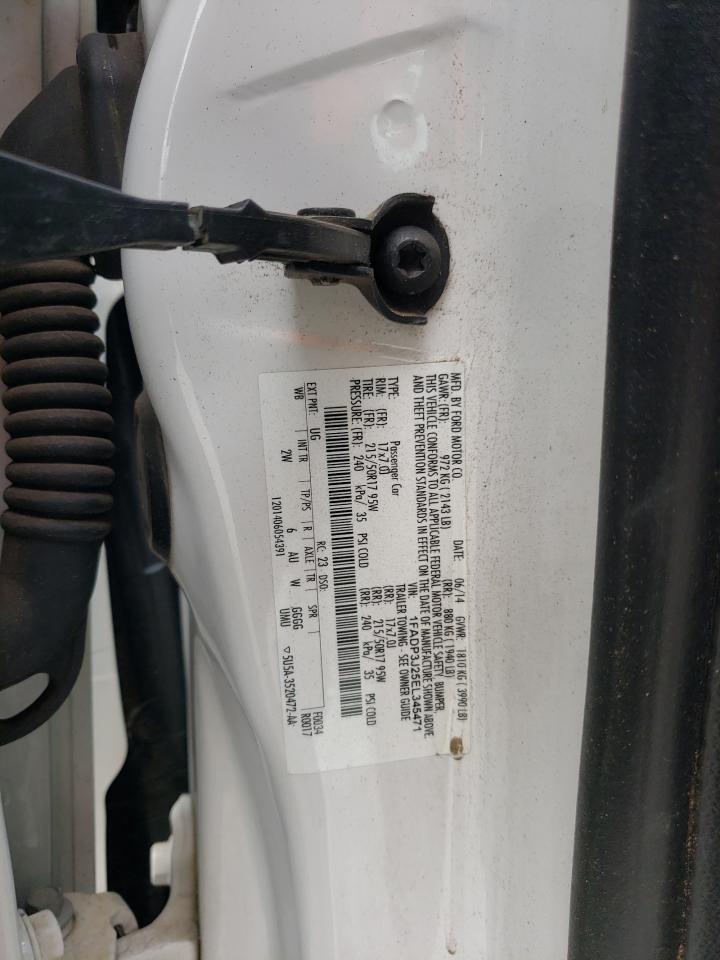 MFD. BY FORD MOTOR CO.
DATE: 06/14 GVWR: 1810 KG ( 3990 LB)
GAWR: (FR): 972 KG ( 2143 LB) (RR): 880 KG ( 1940 LB)
THIS VEHICLE CONFORMS TO ALL APPLICABLE FEDERAL MOTOR VEHICLE SAFETY, BUMPER,
AND THEFT PREVENTION STANDARDS IN EFFECT ON THE DATE OF MANUFACTURE SHOWN ABOVE.
VIN: 1FADP3J25EL345471
TYPE: Passenger Car TRAILER TOWING - SEE OWNER GUIDE
RIM: (FR): 17x7.0J (RR): 17x7.0J
TIRE: (FR): 215/50R17 95W (RR): 215/50R17 95W
PRESSURE: (FR): 240 kPa/ 35 PSI COLD (RR): 240 kPa/ 35 PSI COLD
RC: 23 DSO: F0034
EXT PNT: UG R0017
INT TR TP/PS R AXLE TR SPR
WB 2W 6 AU W GGGG
UMU
1201406054391 ▽ 5U5A-3520472-AA